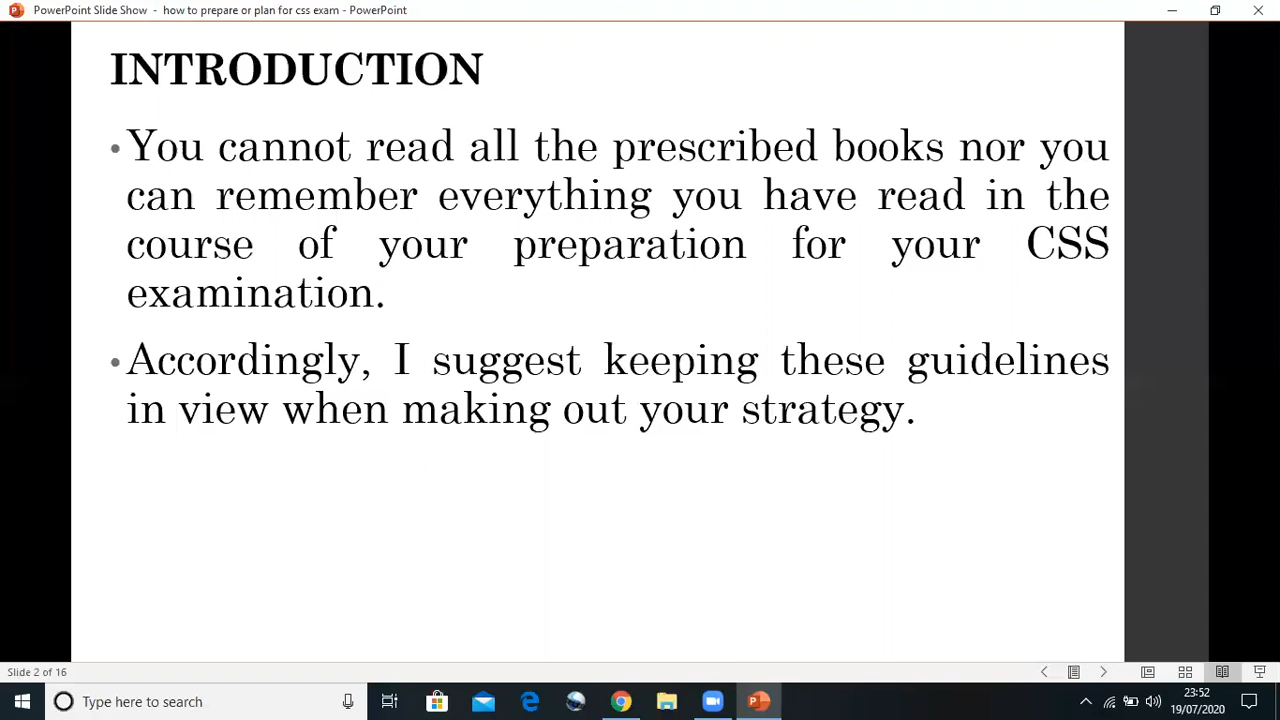 PowerPoint Slide Show - how to prepare or plan for css exam - PowerPoint
INTRODUCTION
• You cannot read all the prescribed books nor you
can remember everything you have read in the
course of your preparation for your CSS
examination.
• Accordingly, I suggest keeping these guidelines
in view when making out your strategy.
Slide 2 of 16
Type here to search
23:52
19/07/2020